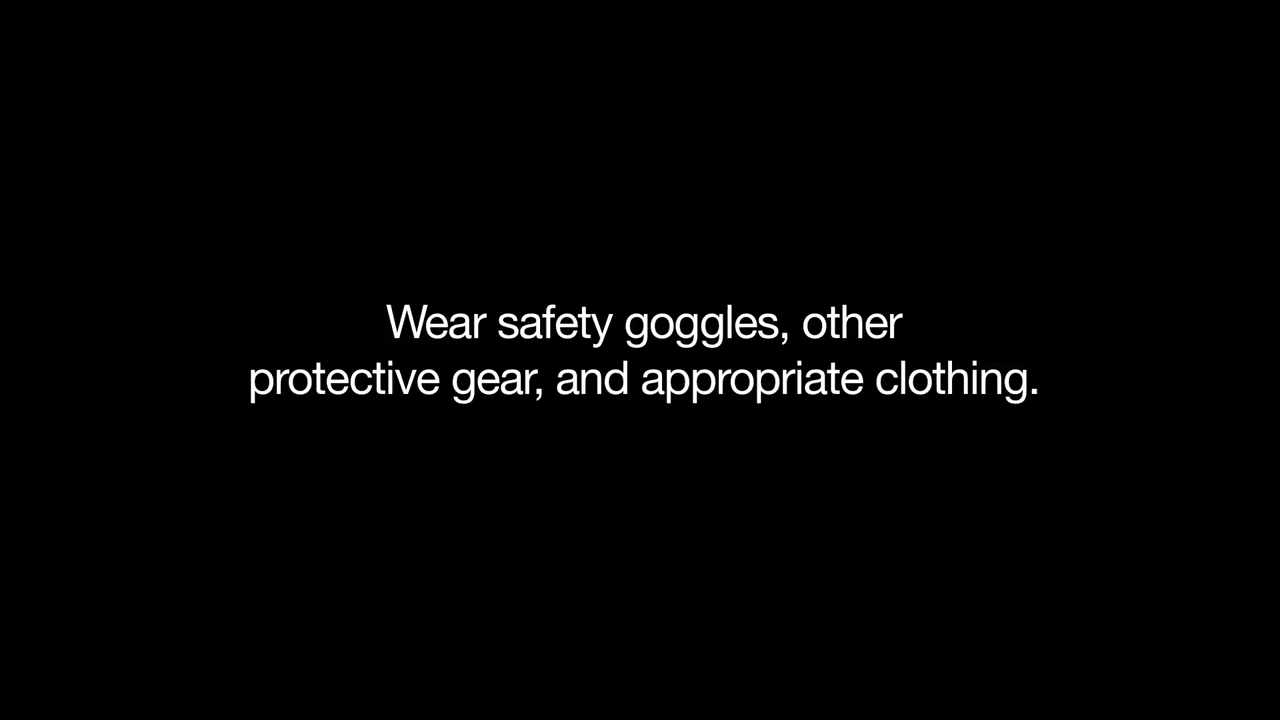 Wear safety goggles, other
protective gear, and appropriate clothing.